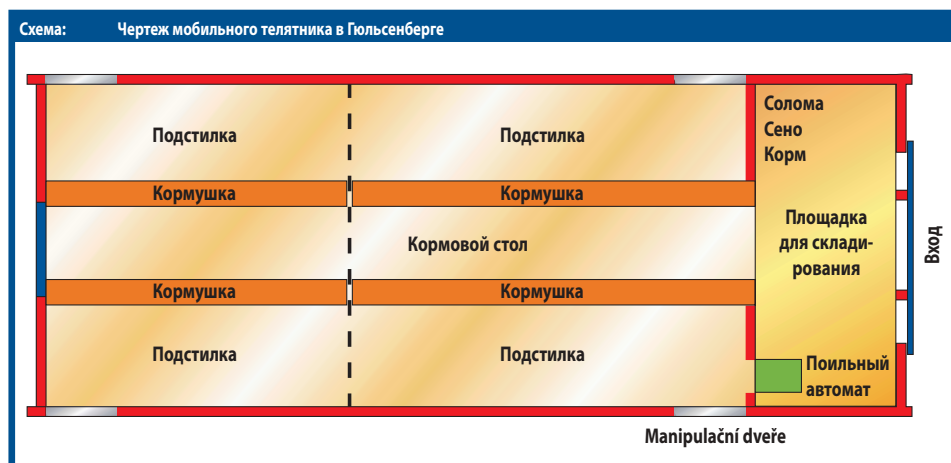 Схема: Чертеж мобильного телятника в Гюльсенберге
Солома
Сено
Корм
Подстилка Подстилка
Кормушка Кормушка
Кормовой стол
Площадка
для склади-
рования
Вход
Кормушка Кормушка
Подстилка Подстилка
Поильный
автомат
Manipulační dveře